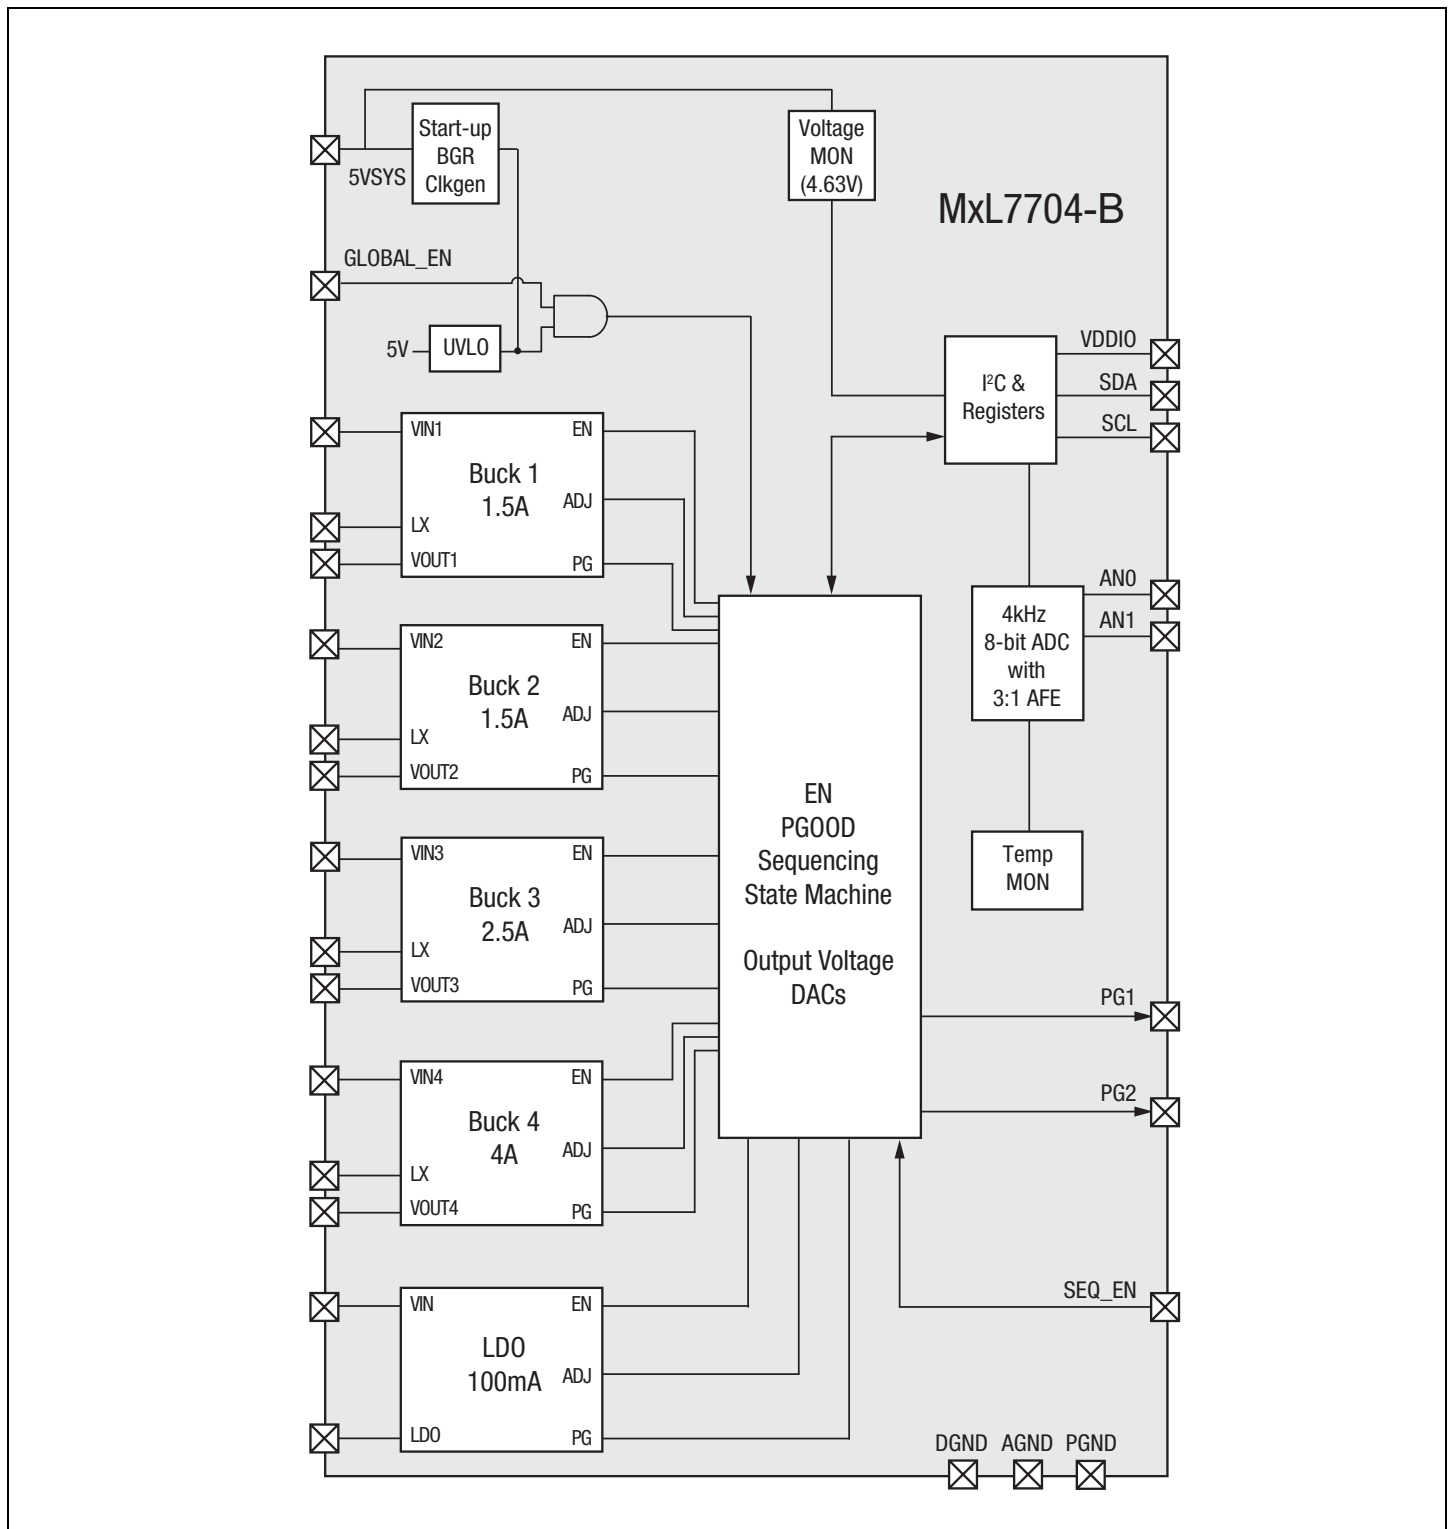 Start-up
BGR
Clkgen
5VSYS
Voltage
MON
(4.63V)
MxL7704-B
GLOBAL_EN
5V
UVLO
I²C &
Registers
VDDIO
SDA
SCL
VIN1
EN
Buck 1
1.5A
ADJ
LX
VOUT1
PG
VIN2
EN
Buck 2
1.5A
ADJ
LX
VOUT2
PG
VIN3
EN
Buck 3
2.5A
ADJ
LX
VOUT3
PG
VIN4
EN
Buck 4
4A
ADJ
LX
VOUT4
PG
VIN
EN
LDO
100mA
ADJ
LDO
PG
EN
PGOOD
Sequencing
State Machine
Output Voltage
DACs
4kHz
8-bit ADC
with
3:1 AFE
AN0
AN1
Temp
MON
PG1
PG2
SEQ_EN
DGND AGND PGND